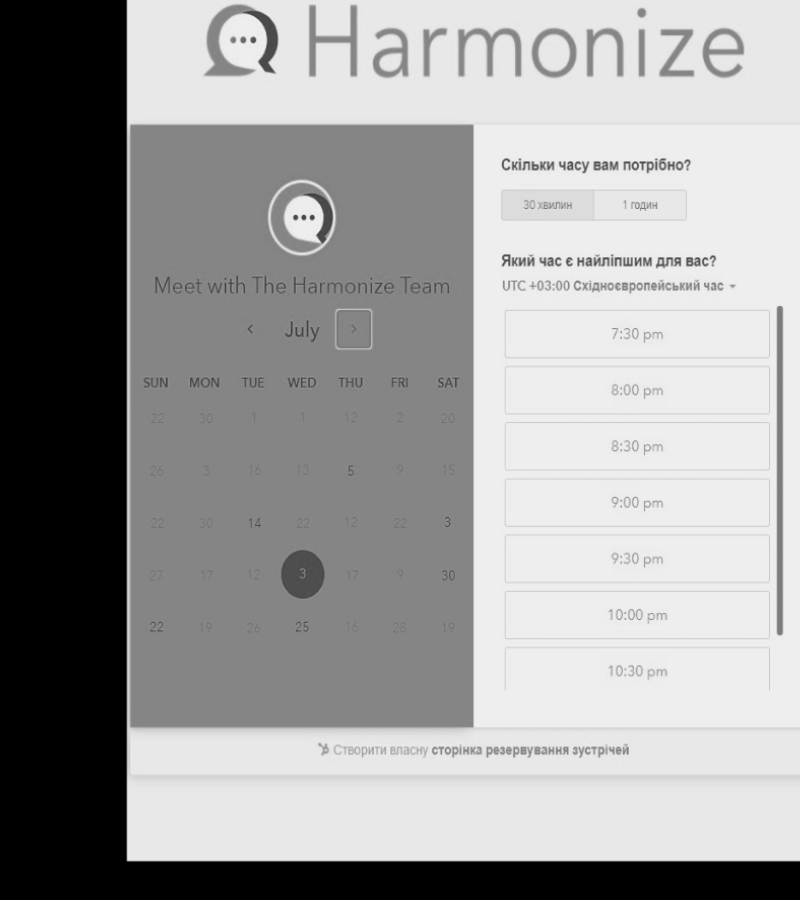 Harmonize
Meet with The Harmonize Team
July
SUN MON TUE WED THU FRI SAT
22 30 1 1 12 2 20
26 3 16 13 5 9 15
22 30 14 22 12 22 3
27 17 12 3 17 9 30
22 19 26 25 16 28 19
Скільки часу вам потрібно?
30 хвилин 1 годин
Який час є найліпшим для вас?
UTC +03:00 Східноєвропейський час
7:30 pm
8:00 pm
8:30 pm
9:00 pm
9:30 pm
10:00 pm
10:30 pm
Створити власну сторінка резервування зустрічей